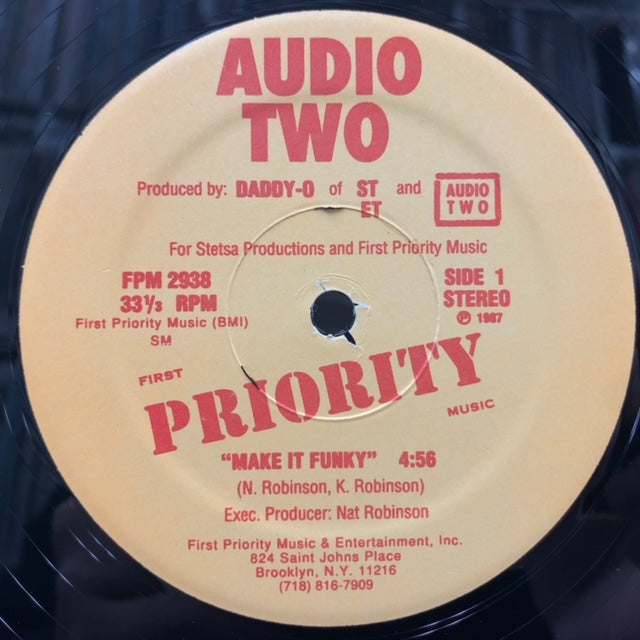 AUDIO
TWO
Produced by: DADDY-O of ST ET and AUDIO TWO
For Stetsa Productions and First Priority Music
FPM 2938
33⅓ RPM
First Priority Music (BMI)
SM
SIDE 1
STEREO
℗ 1987
FIRST
PRIORITY
MUSIC
"MAKE IT FUNKY" 4:56
(N. Robinson, K. Robinson)
Exec. Producer: Nat Robinson
First Priority Music & Entertainment, Inc.
824 Saint Johns Place
Brooklyn, N.Y. 11216
(718) 816-7909